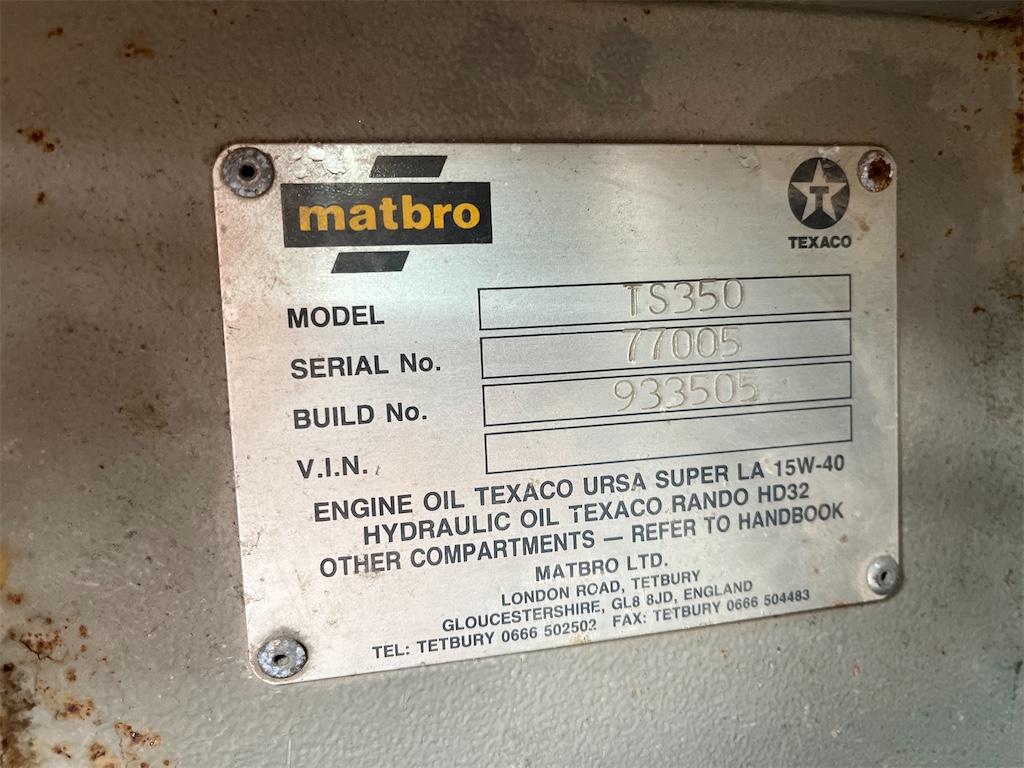 matbro
TEXACO
MODEL TS350
SERIAL No. 77005
BUILD No. 933505
V.I.N.
ENGINE OIL TEXACO URSA SUPER LA 15W-40
HYDRAULIC OIL TEXACO RANDO HD32
OTHER COMPARTMENTS — REFER TO HANDBOOK
MATBRO LTD.
LONDON ROAD, TETBURY
GLOUCESTERSHIRE, GL8 8JD, ENGLAND
TEL: TETBURY 0666 502502 FAX: TETBURY 0666 504483